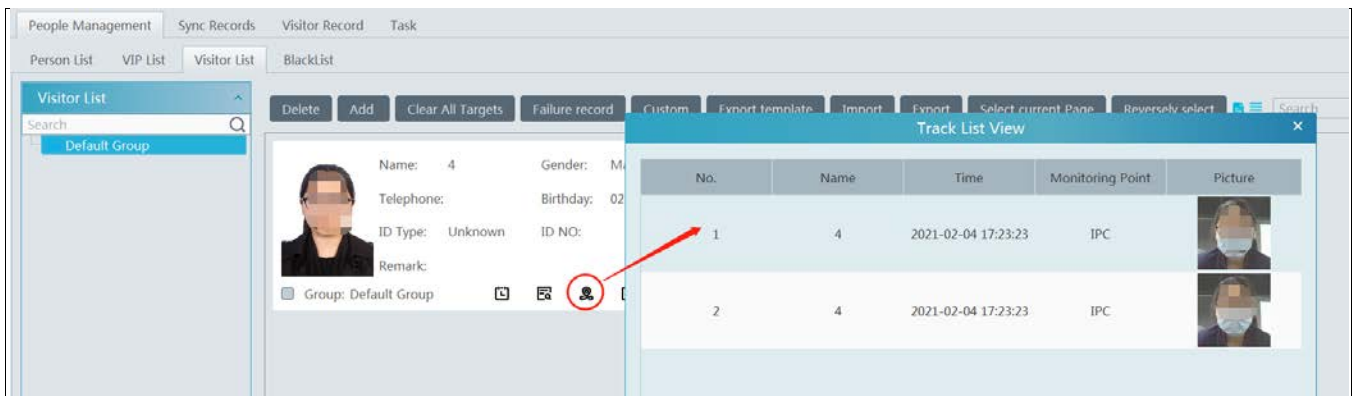 People Management Sync Records Visitor Record Task
Person List VIP List Visitor List BlackList
Visitor List
Search
Default Group
Delete Add Clear All Targets Failure record Custom Export template Import Export Select current Page Reversely select Search
Name: 4 Gender: Ma
Telephone: Birthday: 02
ID Type: Unknown ID NO:
Remark:
Group: Default Group
Track List View ×
No. Name Time Monitoring Point Picture
1 4 2021-02-04 17:23:23 IPC
2 4 2021-02-04 17:23:23 IPC